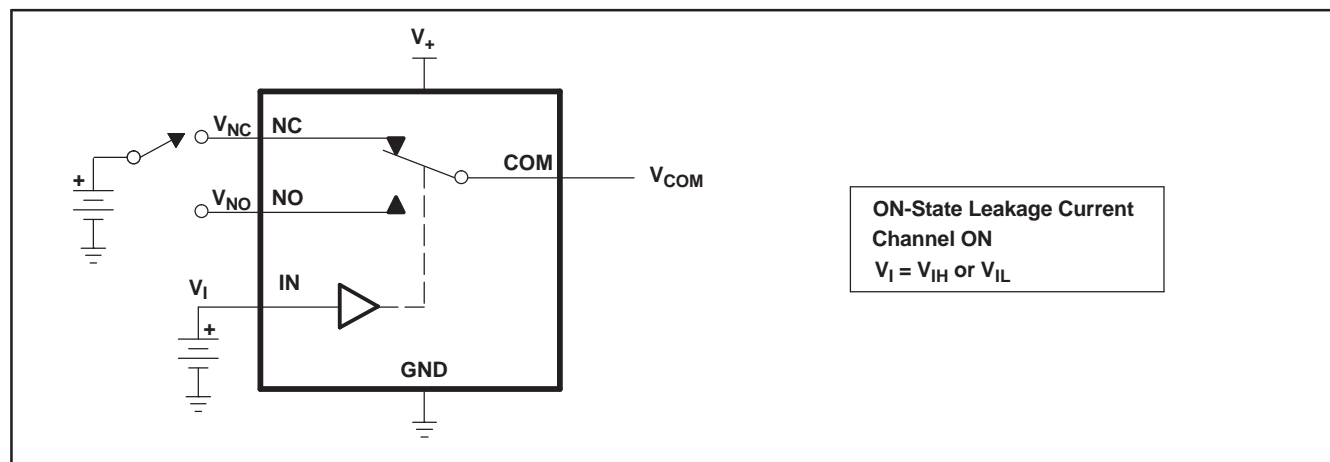 V+
VNC NC
COM
VCOM
+
VNO NO
VI IN
+
GND
ON-State Leakage Current
Channel ON
VI = VIH or VIL